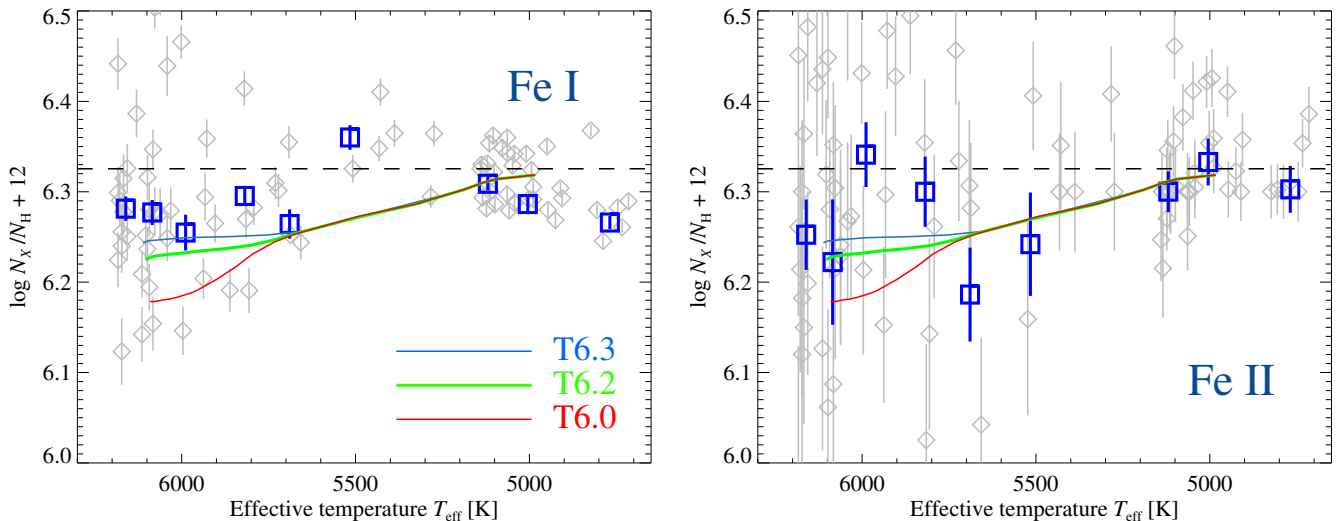 6.5
6.4
6.3
6.2
6.1
6.0
log N_X/N_H + 12
Fe I
T6.3
T6.2
T6.0
6000
5500
5000
Effective temperature T_eff [K]
6.5
6.4
6.3
6.2
6.1
6.0
log N_X/N_H + 12
Fe II
6000
5500
5000
Effective temperature T_eff [K]